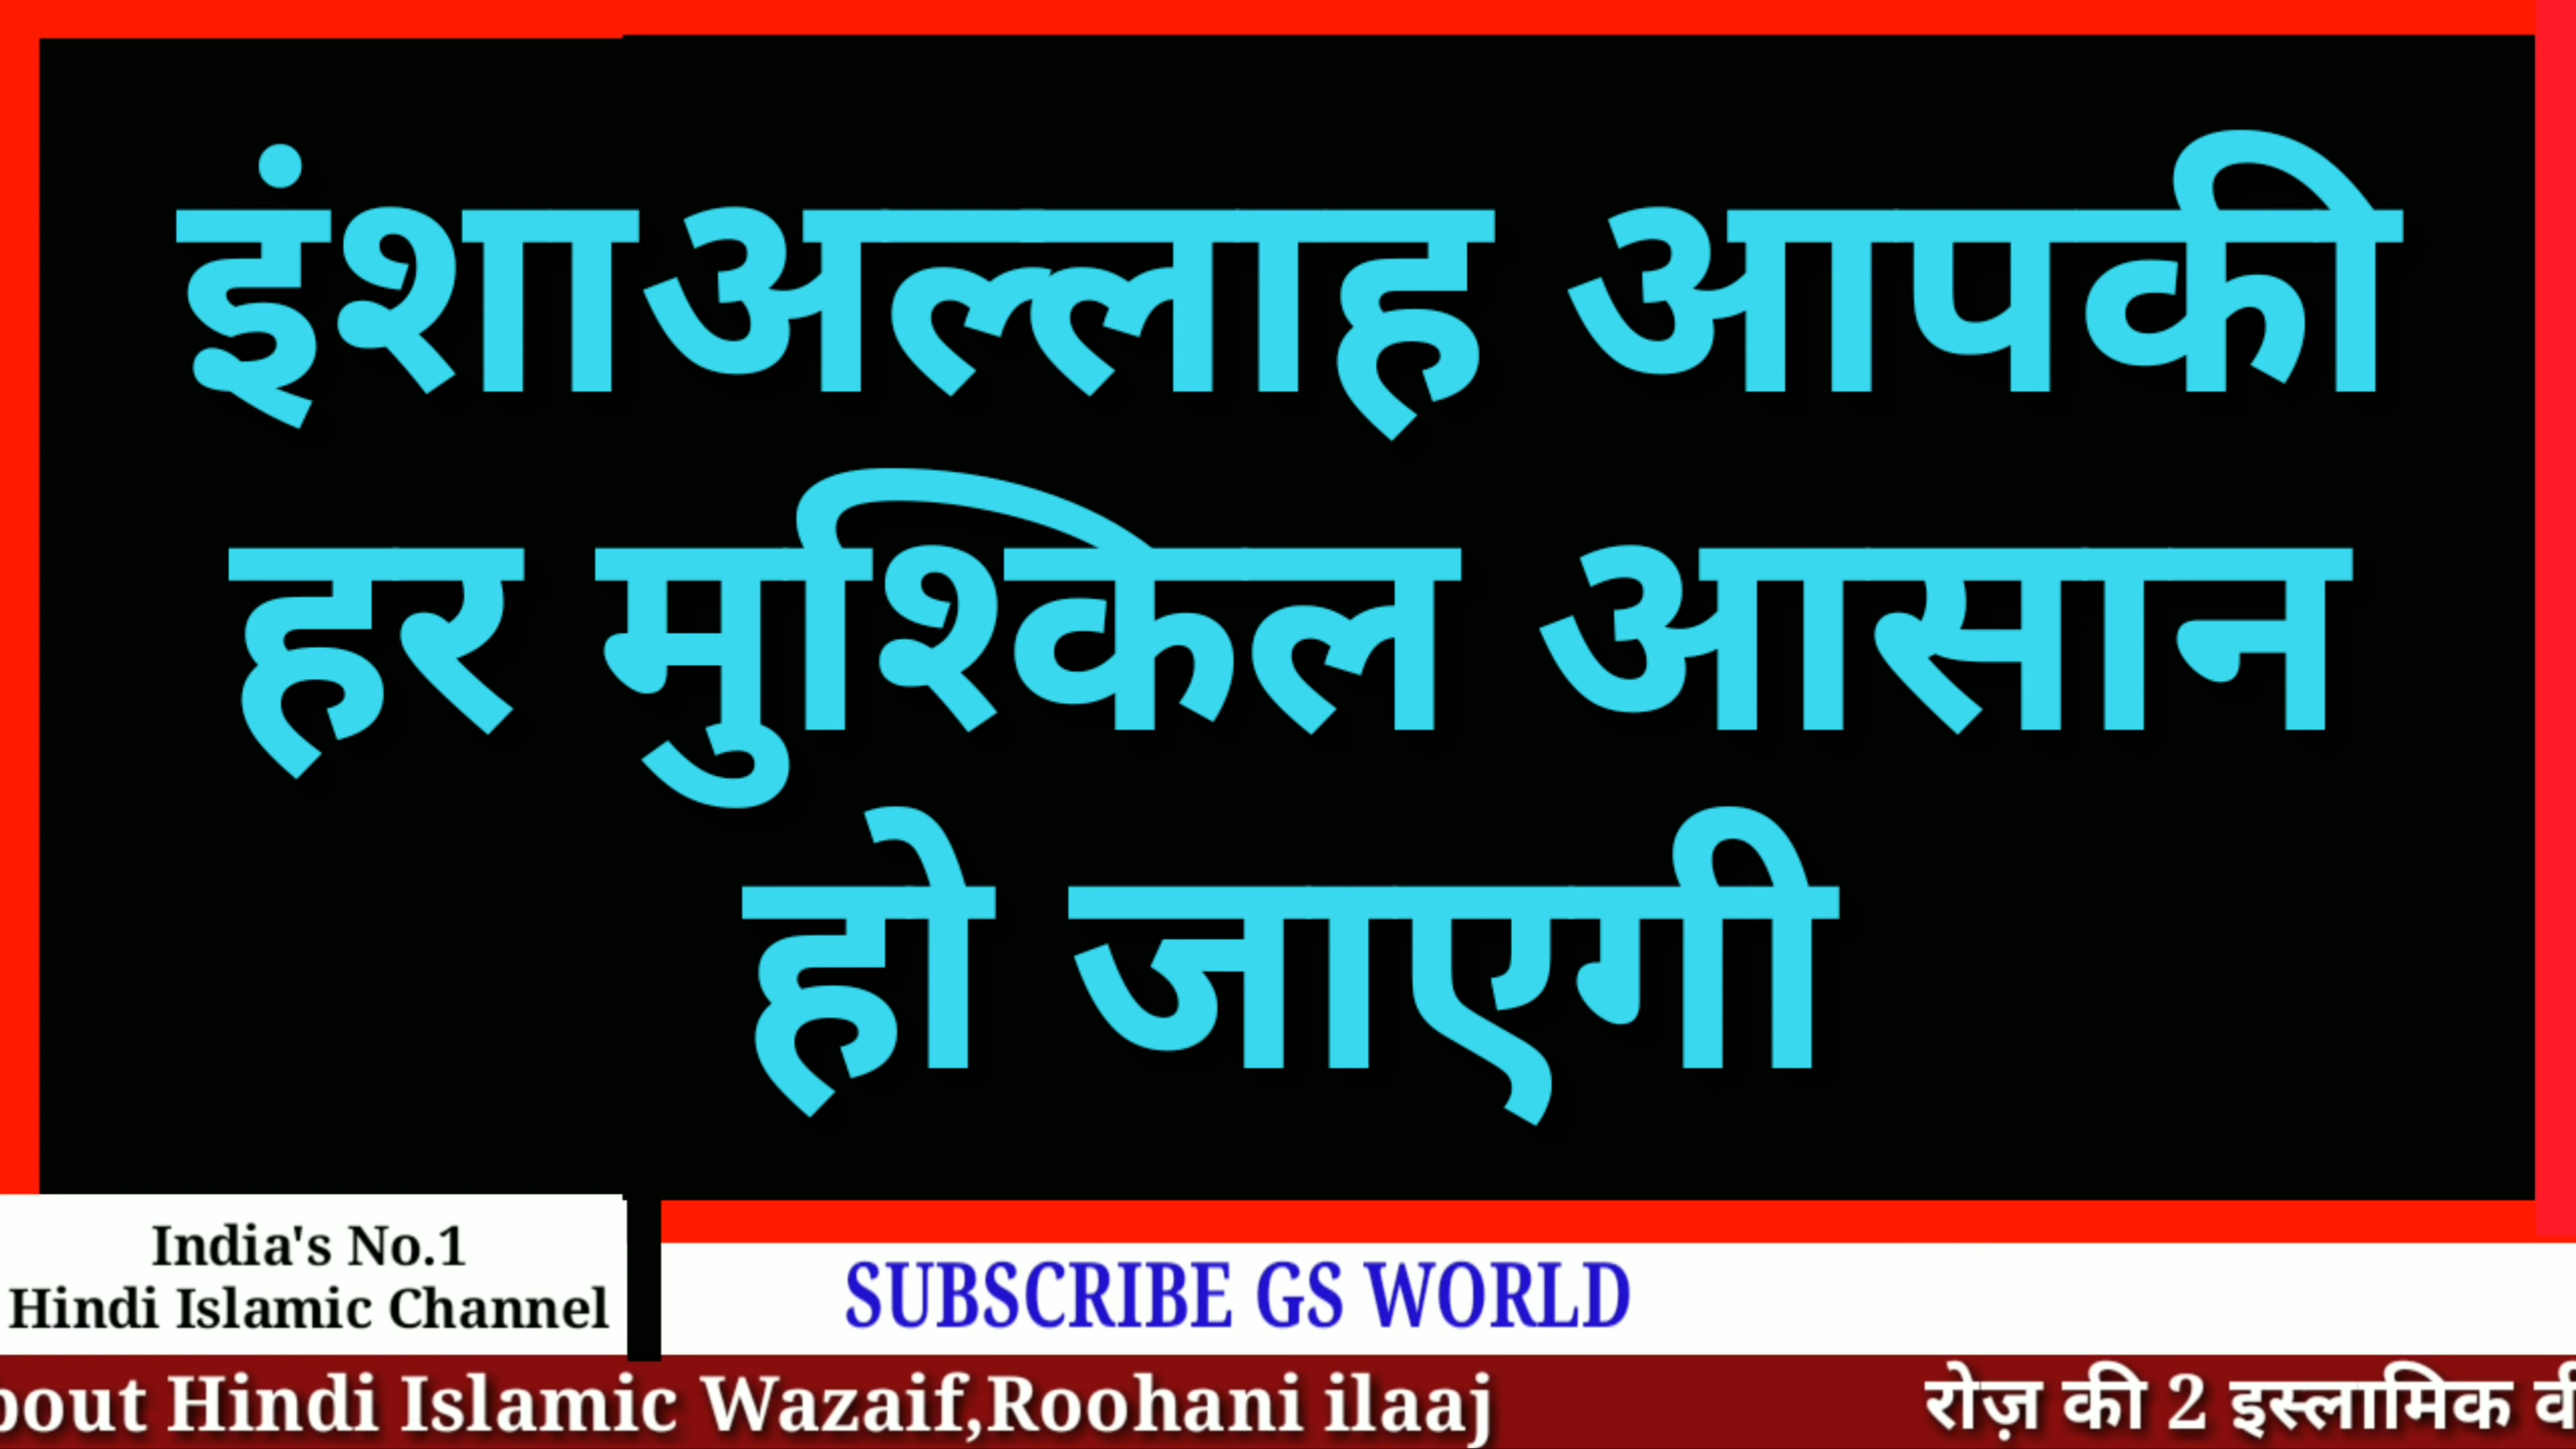 इंशाअल्लाह आपकी
हर मुश्किल आसान
हो जाएगी
India's No.1
Hindi Islamic Channel
SUBSCRIBE GS WORLD
Hindi Islamic Wazaif,Roohani ilaaj
रोज़ की 2 इस्लामिक